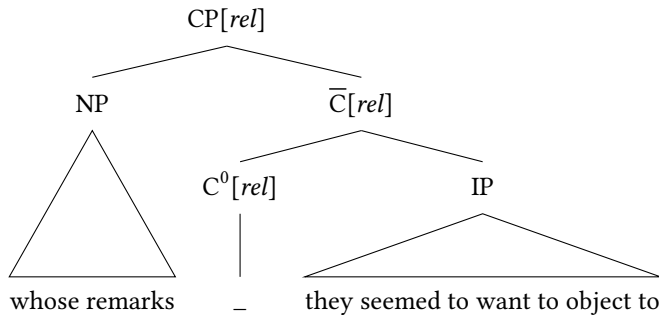 CP[rel]
NP C̅[rel]
C⁰[rel] IP
whose remarks _ they seemed to want to object to